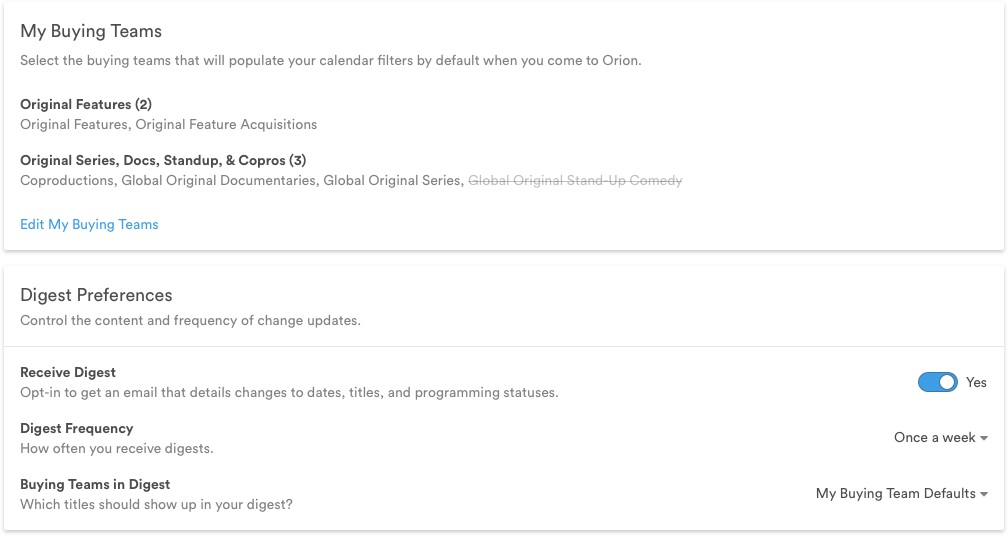 My Buying Teams
Select the buying teams that will populate your calendar filters by default when you come to Orion.
Original Features (2)
Original Features, Original Feature Acquisitions
Original Series, Docs, Standup, & Copros (3)
Coproductions, Global Original Documentaries, Global Original Series, Global Original Stand-Up Comedy
Edit My Buying Teams
Digest Preferences
Control the content and frequency of change updates.
Receive Digest
Opt-in to get an email that details changes to dates, titles, and programming statuses.
Yes
Digest Frequency
How often you receive digests.
Once a week
Buying Teams in Digest
Which titles should show up in your digest?
My Buying Team Defaults